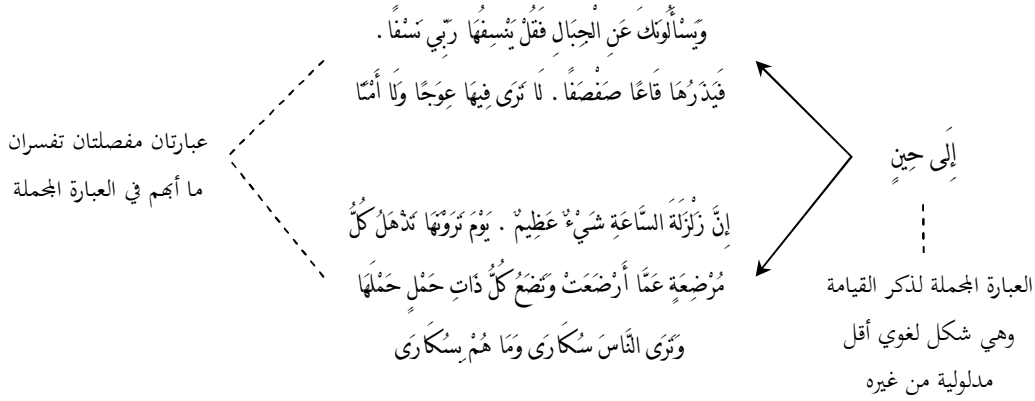 وَيَسْأَلُونَكَ عَنِ الْجِبَالِ فَقُلْ يَنْسِفُهَا رَبِّي نَسْفًا .
فَيَذَرُهَا قَاعًا صَفْصَفًا . لَا تَرَى فِيهَا عِوَجًا وَلَا أَمْتًا
إِلَى حِينٍ
عبارتان مفصلتان تفسران
ما أبهم في العبارة المجملة
إِنَّ زَلْزَلَةَ السَّاعَةِ شَيْءٌ عَظِيمٌ . يَوْمَ تَرَوْنَهَا تَذْهَلُ كُلُّ
مُرْضِعَةٍ عَمَّا أَرْضَعَتْ وَتَضَعُ كُلُّ ذَاتِ حَمْلٍ حَمْلَهَا
وَتَرَى النَّاسَ سُكَارَى وَمَا هُمْ بِسُكَارَى
العبارة المجملة لذكر القيامة
وهي شكل لغوي أقل
مدلولية من غيره